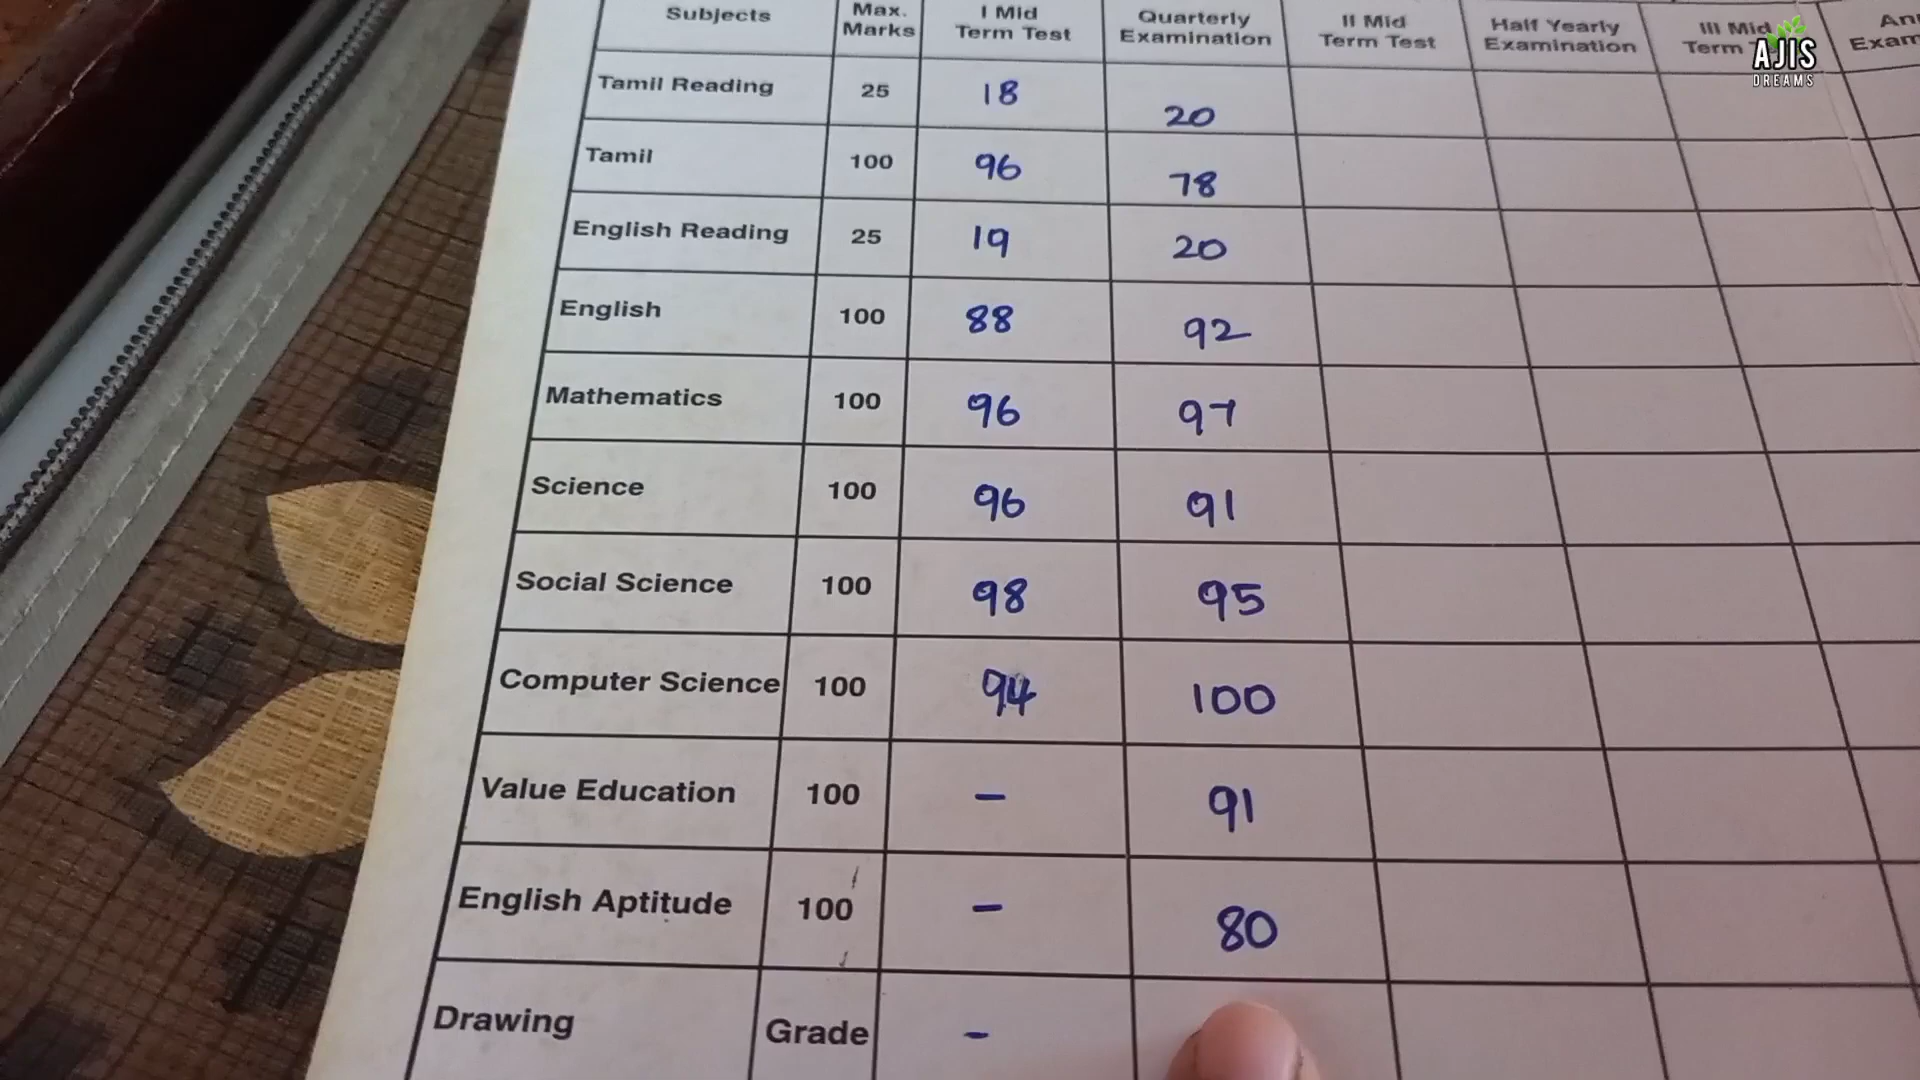 Subjects Max. Marks I Mid Term Test Quarterly Examination II Mid Term Test Half Yearly Examination III Mid Term
AJIS
DREAMS
Tamil Reading 25 18 20
Tamil 100 96 78
English Reading 25 19 20
English 100 88 92
Mathematics 100 96 97
Science 100 96 91
Social Science 100 98 95
Computer Science 100 94 100
Value Education 100 - 91
English Aptitude 100 - 80
Drawing Grade -